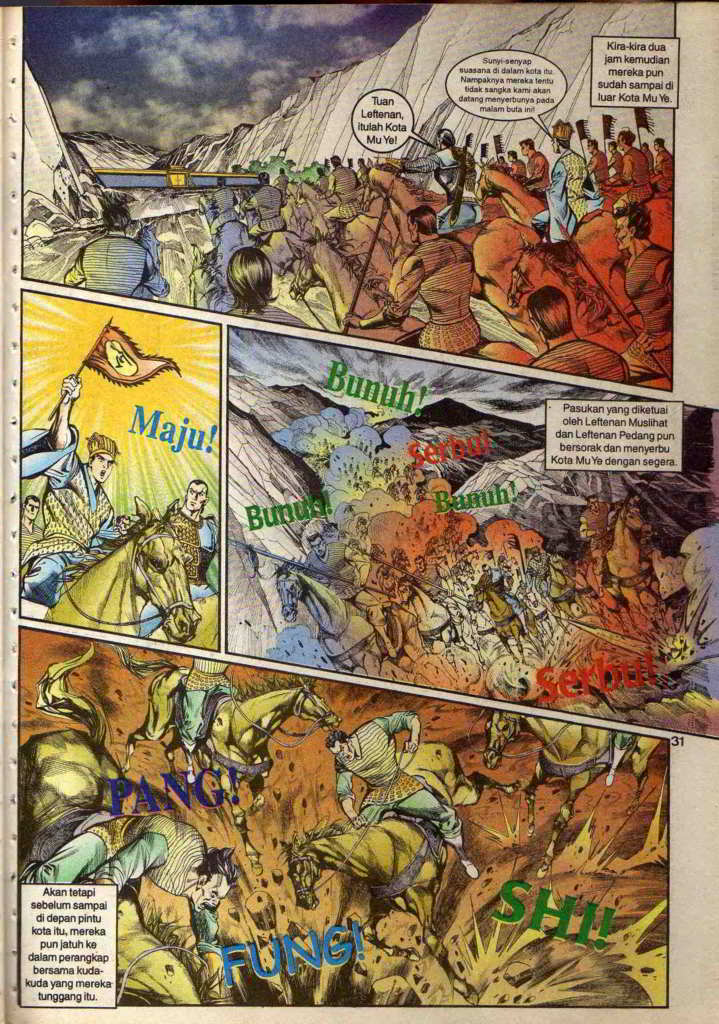 Kira-kira dua
jam kemudian
mereka pun
sudah sampai di
luar Kota Mu Ye.
Tuan
Leftenan,
itulah Kota
Mu Ye!
Sunyi-senyap
suasana di dalam kota itu.
Nampaknya mereka tentu
tidak sangka kami akan
datang menyerbunya pada
malam buta ini!
Maju!
Bunuh!
Serbu!
Bunuh!
Bunuh!
Pasukan yang diketuai
oleh Leftenan Muslihat
dan Leftenan Pedang pun
bersorak dan menyerbu
Kota Mu Ye dengan segera.
Serbu!
31
PANG!
Akan tetapi
sebelum sampai
di depan pintu
kota itu, mereka
pun jatuh ke
dalam perangkap
bersama kuda-
kuda yang mereka
tunggang itu.
FUNG!
SHI!